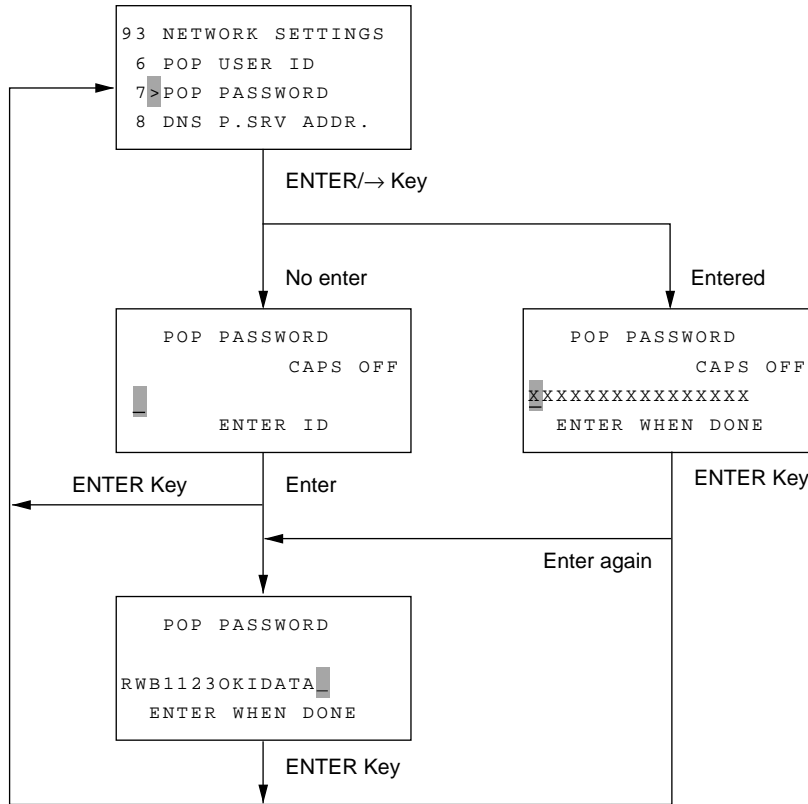 93 NETWORK SETTINGS
6 POP USER ID
7>POP PASSWORD
8 DNS P.SRV ADDR.
ENTER/→ Key
No enter
Entered
POP PASSWORD
CAPS OFF
_
ENTER ID
POP PASSWORD
CAPS OFF
XXXXXXXXXXXXXXXX
ENTER WHEN DONE
ENTER Key
Enter
ENTER Key
Enter again
POP PASSWORD
RWB1123OKIDATA_
ENTER WHEN DONE
ENTER Key